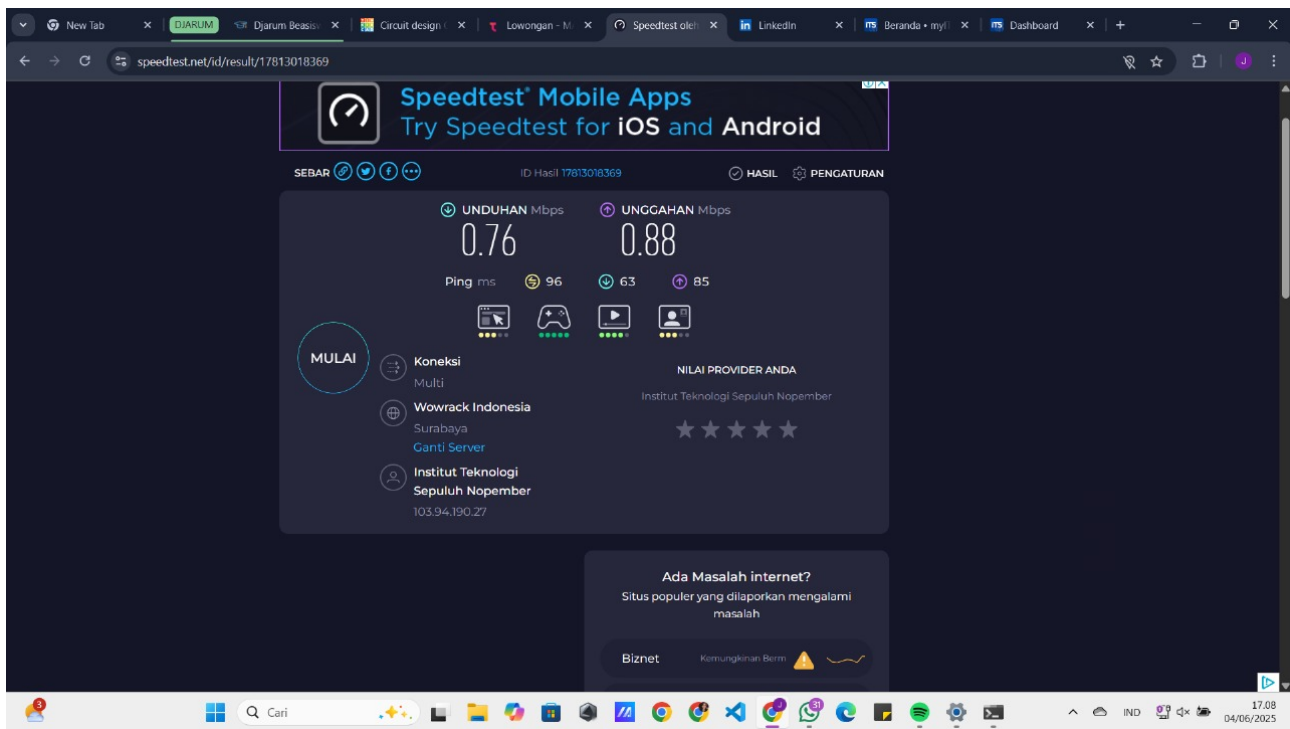 New Tab
DJARUM
Djarum Beasis
Circuit design
Lowongan - M
Speedtest oleh
LinkedIn
Beranda • myI
Dashboard
speedtest.net/id/result/17813018369
Speedtest® Mobile Apps
Try Speedtest for iOS and Android
SEBAR
ID Hasil 17813018369
HASIL
PENGATURAN
UNDUHAN Mbps
UNGGAHAN Mbps
0.76
0.88
Ping ms 96 63 85
MULAI
Koneksi
Multi
Wowrack Indonesia
Surabaya
Ganti Server
Institut Teknologi
Sepuluh Nopember
103.94.190.27
NILAI PROVIDER ANDA
Institut Teknologi Sepuluh Nopember
Ada Masalah internet?
Situs populer yang dilaporkan mengalami
masalah
Biznet
Kemungkinan Berm
3
Cari
31
IND
17.08
04/06/2025